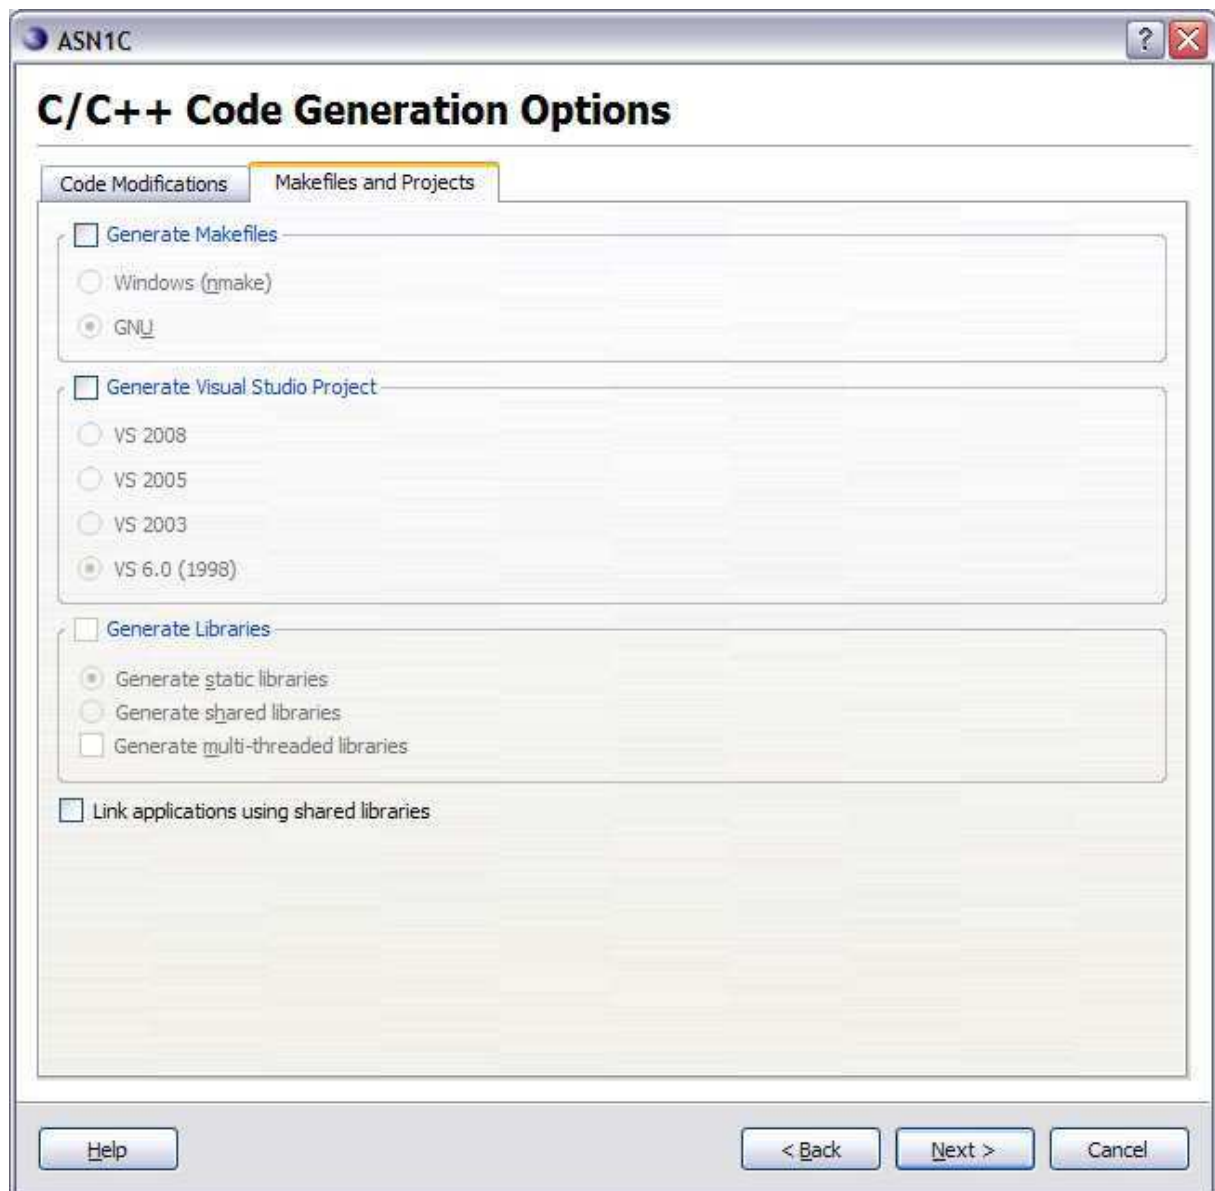 ASN1C
C/C++ Code Generation Options
Code Modifications
Makefiles and Projects
Generate Makefiles
Windows (nmake)
GNU
Generate Visual Studio Project
VS 2008
VS 2005
VS 2003
VS 6.0 (1998)
Generate Libraries
Generate static libraries
Generate shared libraries
Generate multi-threaded libraries
Link applications using shared libraries
Help
< Back
Next >
Cancel